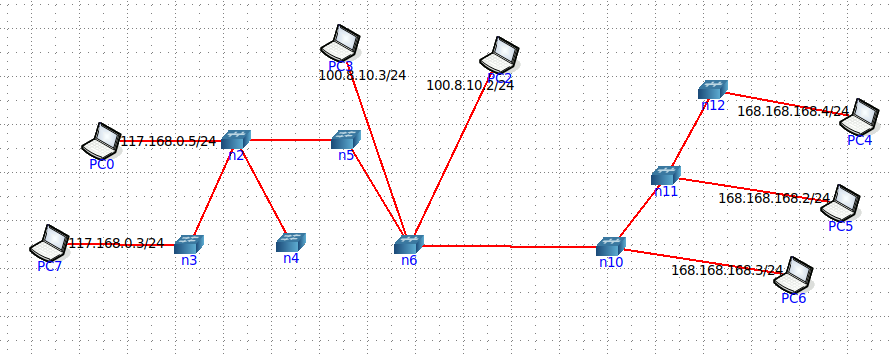 PC3
100.8.10.3/24
PC2
100.8.10.2/24
n12
168.168.168.4/24
PC4
117.168.0.5/24
PC0
n2
n5
n11
168.168.168.2/24
PC5
117.168.0.3/24
PC7
n3
n4
n6
n10
168.168.168.3/24
PC6